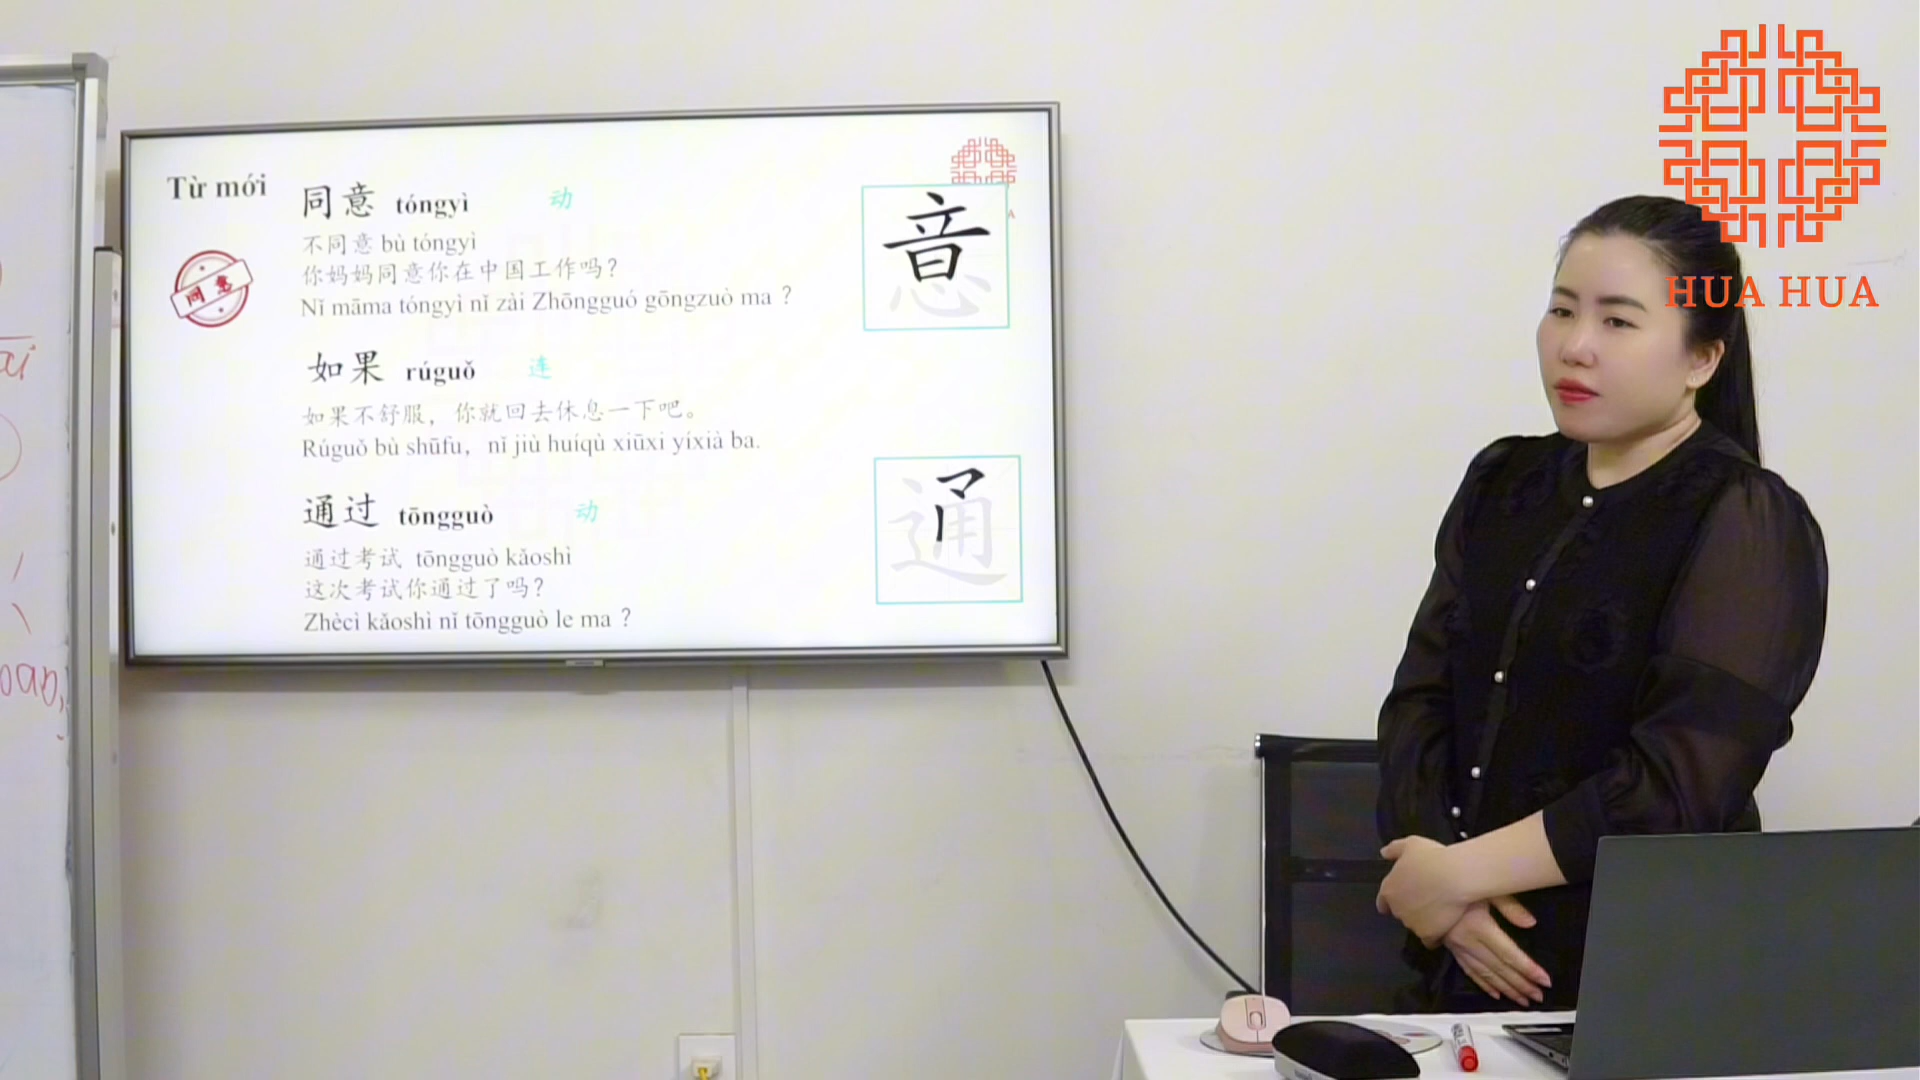 Từ mới
同意 tóngyì 动
不同意 bù tóngyì
你妈妈同意你在中国工作吗？
Nǐ māma tóngyì nǐ zài Zhōngguó gōngzuò ma ？
同意
如果 rúguǒ 连
如果不舒服，你就回去休息一下吧。
Rúguǒ bù shūfu，nǐ jiù huíqù xiūxi yíxià ba.
通过 tōngguò 动
通过考试 tōngguò kǎoshì
这次考试你通过了吗？
Zhècì kǎoshì nǐ tōngguò le ma ？
意
通
HUA HUA